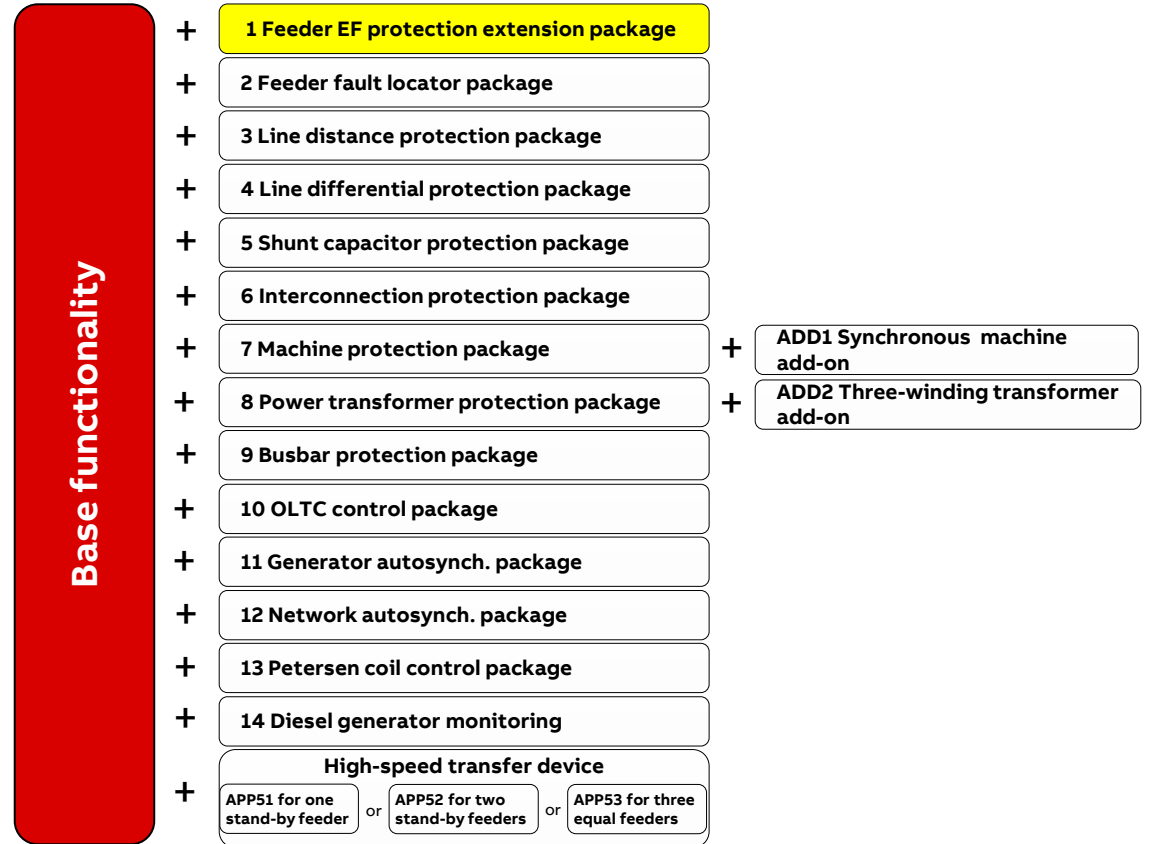 Base functionality
+ 1 Feeder EF protection extension package
+ 2 Feeder fault locator package
+ 3 Line distance protection package
+ 4 Line differential protection package
+ 5 Shunt capacitor protection package
+ 6 Interconnection protection package
+ 7 Machine protection package + ADD1 Synchronous machine
add-on
+ 8 Power transformer protection package + ADD2 Three-winding transformer
add-on
+ 9 Busbar protection package
+ 10 OLTC control package
+ 11 Generator autosynch. package
+ 12 Network autosynch. package
+ 13 Petersen coil control package
+ 14 Diesel generator monitoring
+ High-speed transfer device
APP51 for one
stand-by feeder
or
APP52 for two
stand-by feeders
or
APP53 for three
equal feeders